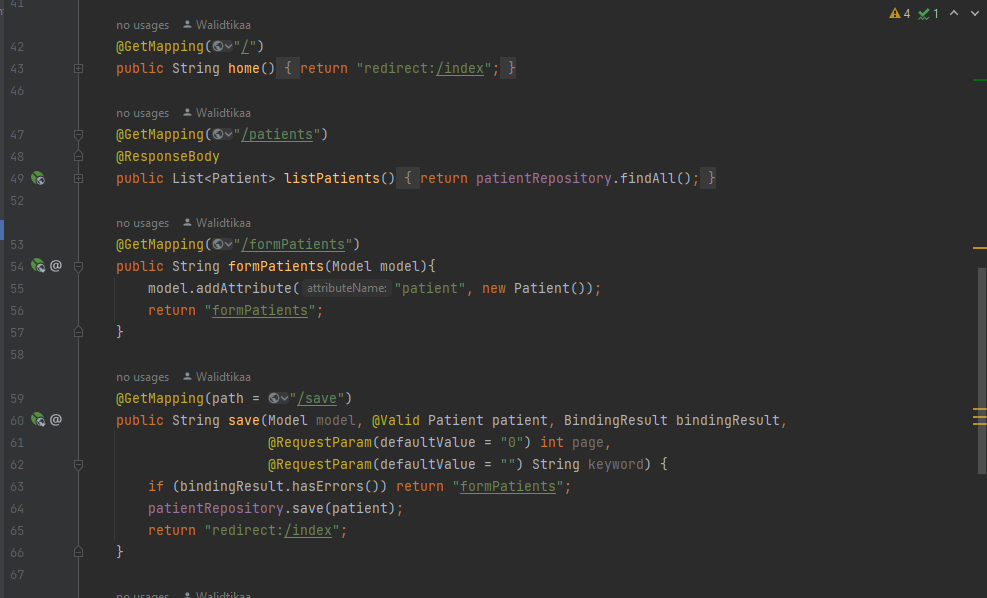 41
no usages Walidtikaa
42 @GetMapping("/")
43 public String home() { return "redirect:/index"; }
46
no usages Walidtikaa
47 @GetMapping("/patients")
48 @ResponseBody
49 public List<Patient> listPatients() { return patientRepository.findAll(); }
52
no usages Walidtikaa
53 @GetMapping("/formPatients")
54 @ public String formPatients(Model model){
55 model.addAttribute( attributeName: "patient", new Patient());
56 return "formPatients";
57 }
58
no usages Walidtikaa
59 @GetMapping(path = "/save")
60 @ public String save(Model model, @Valid Patient patient, BindingResult bindingResult,
61 @RequestParam(defaultValue = "0") int page,
62 @RequestParam(defaultValue = "") String keyword) {
63 if (bindingResult.hasErrors()) return "formPatients";
64 patientRepository.save(patient);
65 return "redirect:/index";
66 }
67
no usages Walidtikaa
4 1